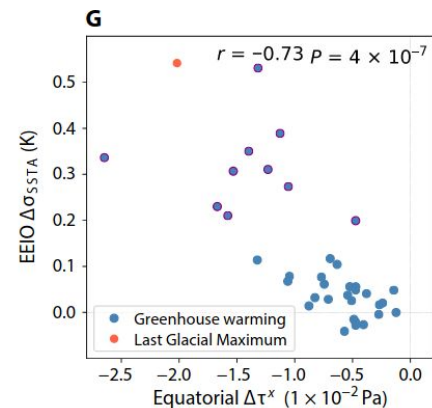 G
r = –0.73 P = 4 × 10⁻⁷
0.5
0.4
0.3
0.2
0.1
0.0
EEIO Δσ_SSTA (K)
Greenhouse warming
Last Glacial Maximum
−2.5 −2.0 −1.5 −1.0 −0.5 0.0
Equatorial Δτˣ (1 × 10⁻² Pa)